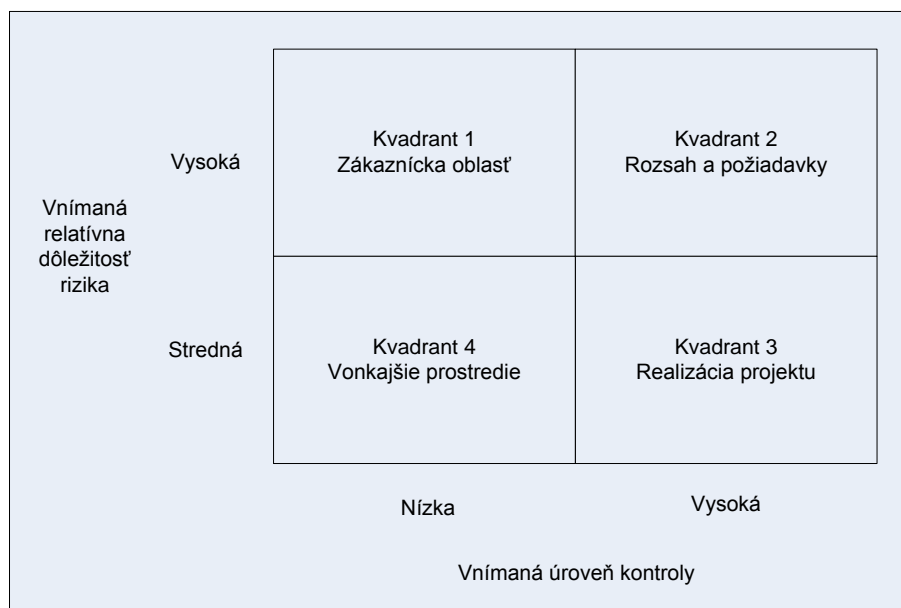 Kvadrant 1
Zákaznícka oblasť
Kvadrant 2
Rozsah a požiadavky
Vysoká
Vnímaná
relatívna
dôležitosť
rizika
Stredná
Kvadrant 4
Vonkajšie prostredie
Kvadrant 3
Realizácia projektu
Nízka
Vysoká
Vnímaná úroveň kontroly